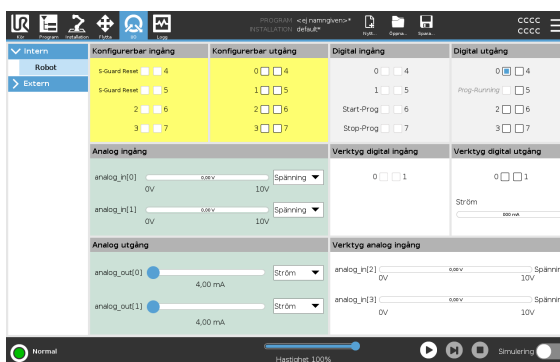 PROGRAM <ej namngiven>*
INSTALLATION default*
Kör Program Installation Flytta I/O Logg Nytt... Öppna... Spara...
CCCC
CCCC
Intern
Robot
Extern
Konfigurerbar ingång
S-Guard Reset 4
S-Guard Reset 5
2 6
3 7
Konfigurerbar utgång
0 4
1 5
2 6
3 7
Digital ingång
0 4
1 5
Start-Prog 6
Stop-Prog 7
Digital utgång
0 4
Prog-Running 5
2 6
3 7
Analog ingång
analog_in[0] 0,00 V Spänning
0V 10V
analog_in[1] 0,00 V Spänning
0V 10V
Verktyg digital ingång
0 1
Verktyg digital utgång
0 1
Ström
000 mA
Analog utgång
analog_out[0] Ström
4,00 mA
analog_out[1] Ström
4,00 mA
Verktyg analog ingång
analog_in[2] 0,00 V Spännin
0V 10V
analog_in[3] 0,00 V Spännin
0V 10V
Normal
Hastighet 100%
Simulering